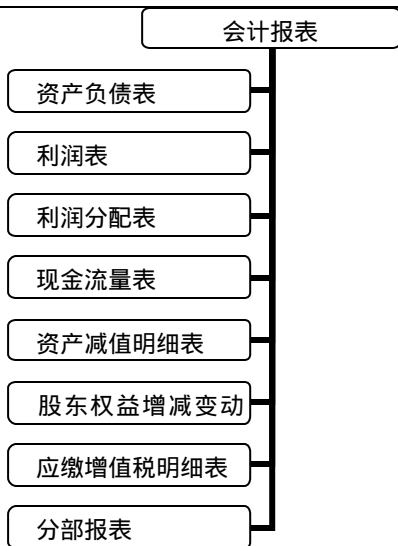 会计报表
资产负债表
利润表
利润分配表
现金流量表
资产减值明细表
股东权益增减变动
应缴增值税明细表
分部报表